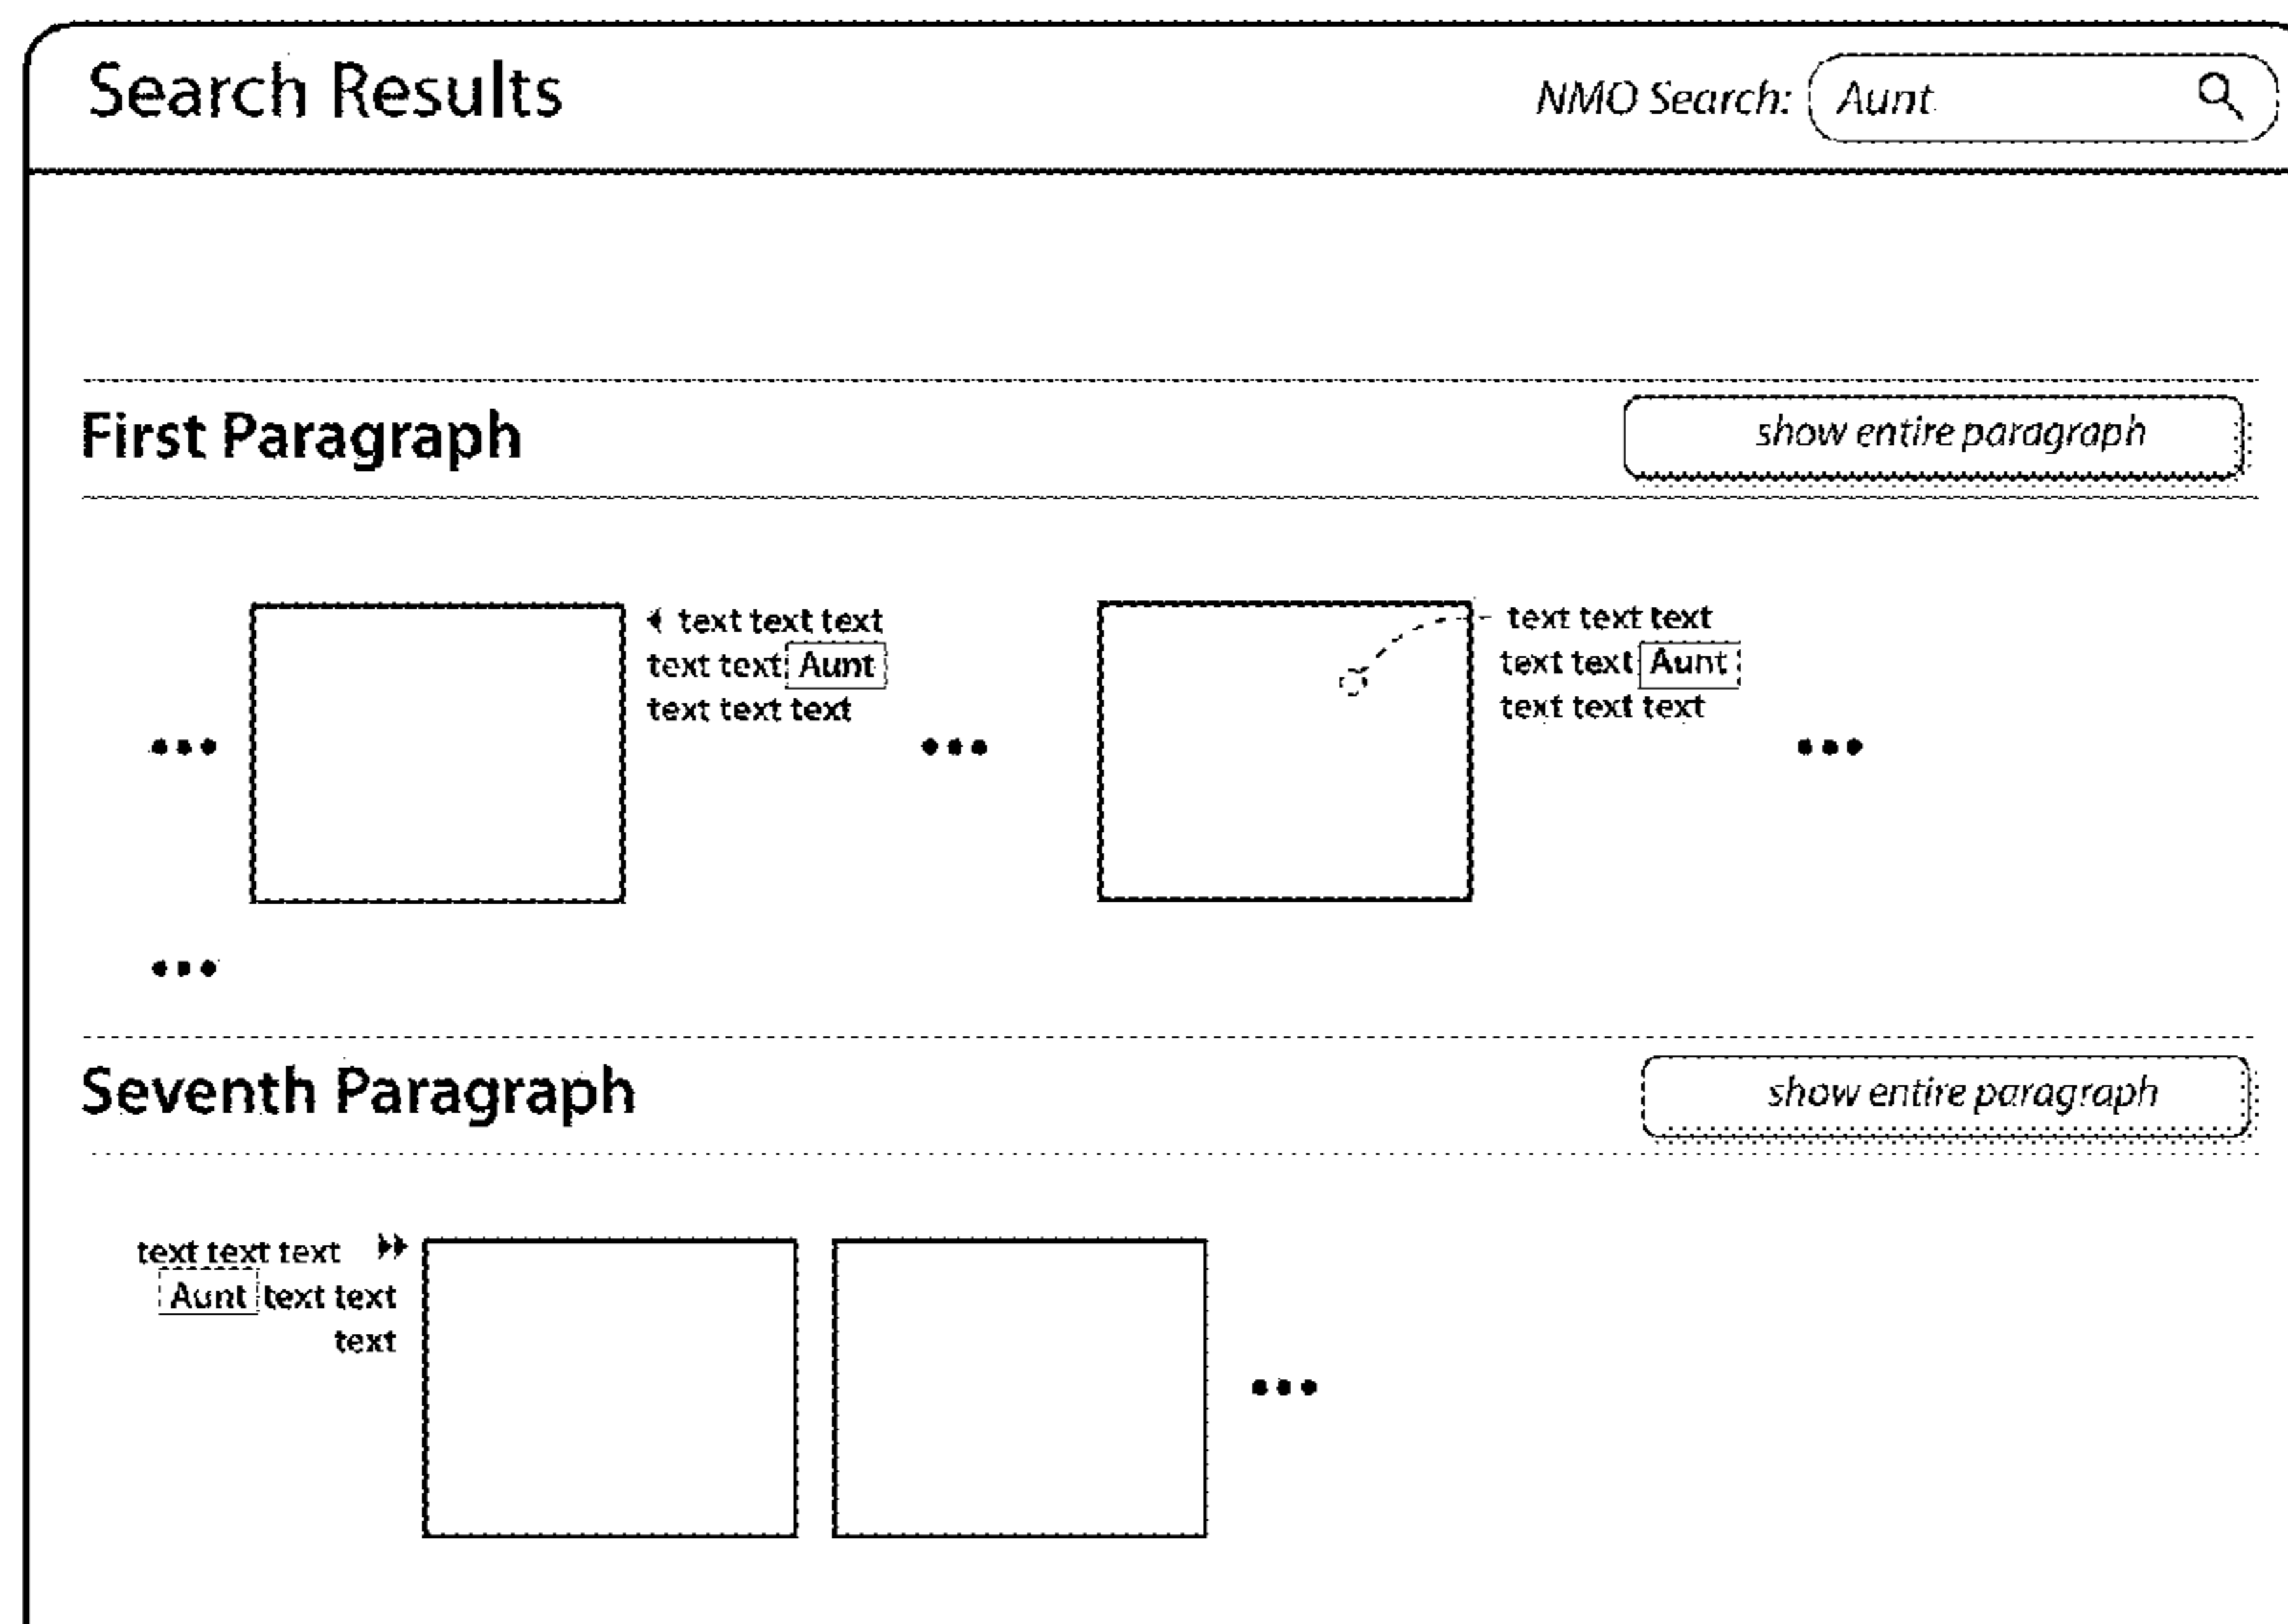 Search Results
NMO Search: Aunt
First Paragraph
show entire paragraph
text text text
text text Aunt
text text text
text text text
text text Aunt
text text text
Seventh Paragraph
show entire paragraph
text text text
Aunt text text
text